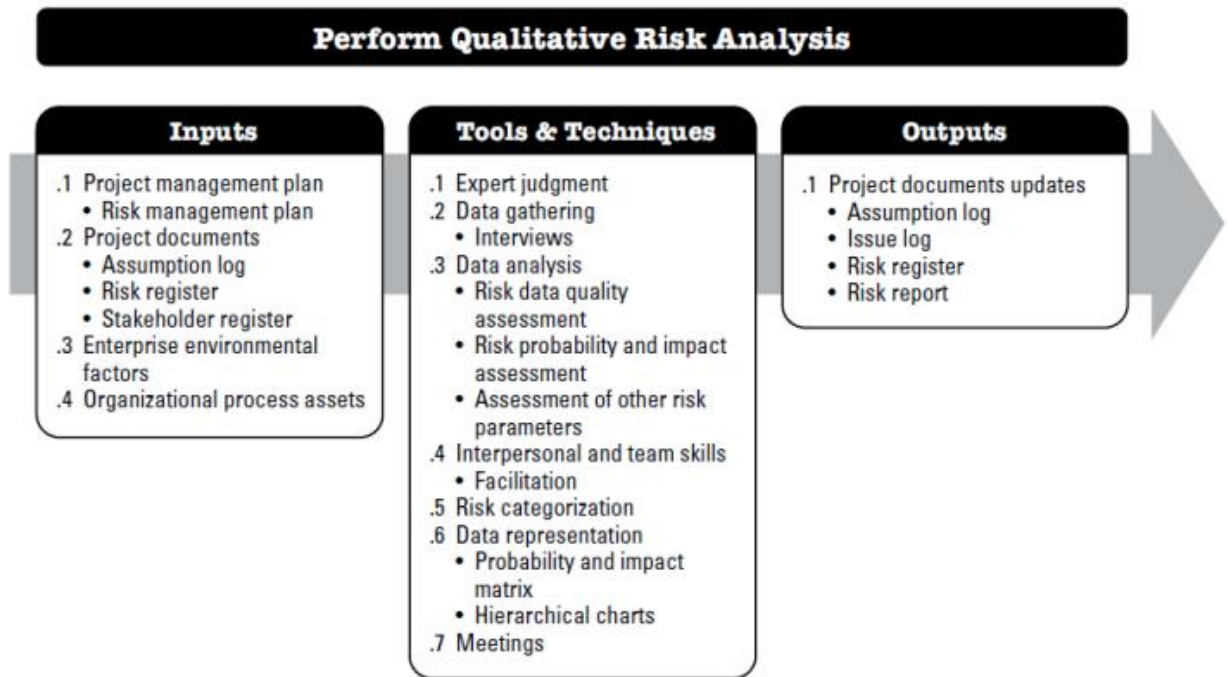 Perform Qualitative Risk Analysis
Inputs
.1 Project management plan
• Risk management plan
.2 Project documents
• Assumption log
• Risk register
• Stakeholder register
.3 Enterprise environmental
factors
.4 Organizational process assets
Tools & Techniques
.1 Expert judgment
.2 Data gathering
• Interviews
.3 Data analysis
• Risk data quality
assessment
• Risk probability and impact
assessment
• Assessment of other risk
parameters
.4 Interpersonal and team skills
• Facilitation
.5 Risk categorization
.6 Data representation
• Probability and impact
matrix
• Hierarchical charts
.7 Meetings
Outputs
.1 Project documents updates
• Assumption log
• Issue log
• Risk register
• Risk report